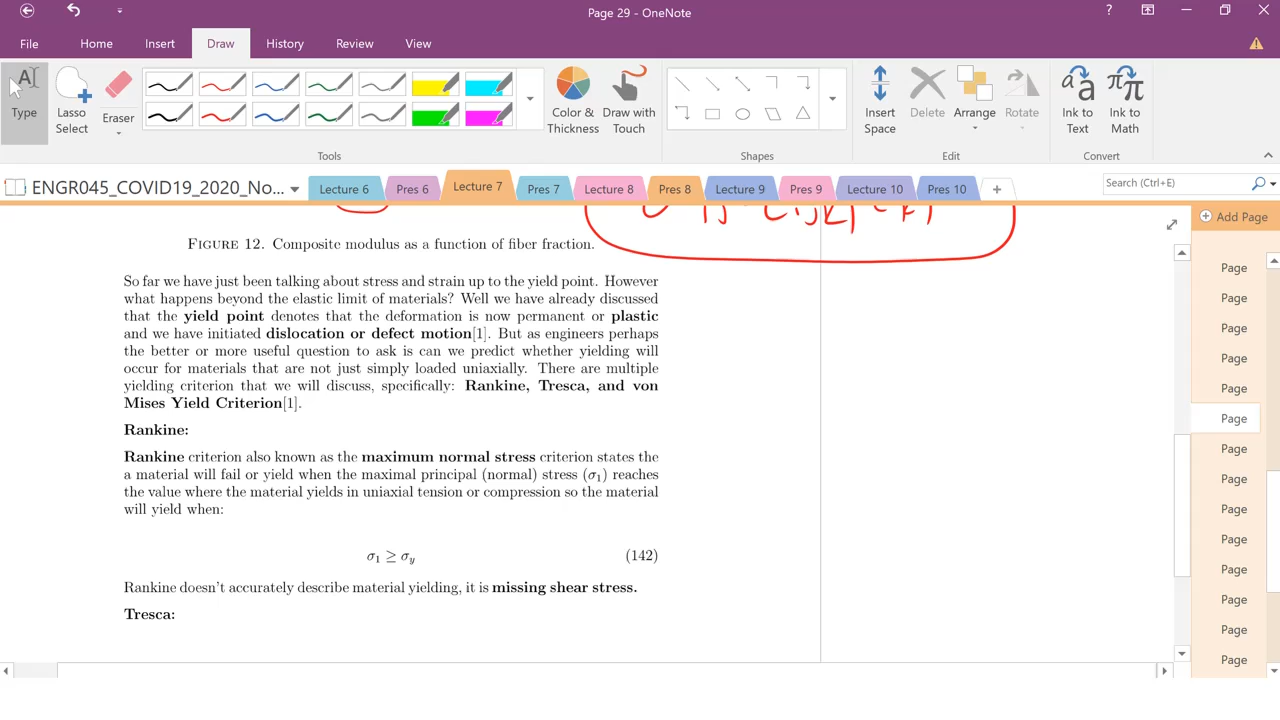 Page 29 - OneNote
File Home Insert Draw History Review View
Type
Lasso Select
Eraser
Color & Thickness
Draw with Touch
Insert Space
Delete
Arrange
Rotate
Ink to Text
Ink to Math
Tools
Shapes
Edit
Convert
ENGR045_COVID19_2020_No...
Lecture 6 Pres 6 Lecture 7 Pres 7 Lecture 8 Pres 8 Lecture 9 Pres 9 Lecture 10 Pres 10
Search (Ctrl+E)
Add Page
Page
Page
Page
Page
Page
Page
Page
Page
Page
Page
Page
Page
Page
Page
FIGURE 12. Composite modulus as a function of fiber fraction.
So far we have just been talking about stress and strain up to the yield point. However
what happens beyond the elastic limit of materials? Well we have already discussed
that the yield point denotes that the deformation is now permanent or plastic
and we have initiated dislocation or defect motion[1]. But as engineers perhaps
the better or more useful question to ask is can we predict whether yielding will
occur for materials that are not just simply loaded uniaxially. There are multiple
yielding criterion that we will discuss, specifically: Rankine, Tresca, and von
Mises Yield Criterion[1].
Rankine:
Rankine criterion also known as the maximum normal stress criterion states the
a material will fail or yield when the maximal principal (normal) stress (σ₁) reaches
the value where the material yields in uniaxial tension or compression so the material
will yield when:
σ₁ ≥ σy (142)
Rankine doesn't accurately describe material yielding, it is missing shear stress.
Tresca: